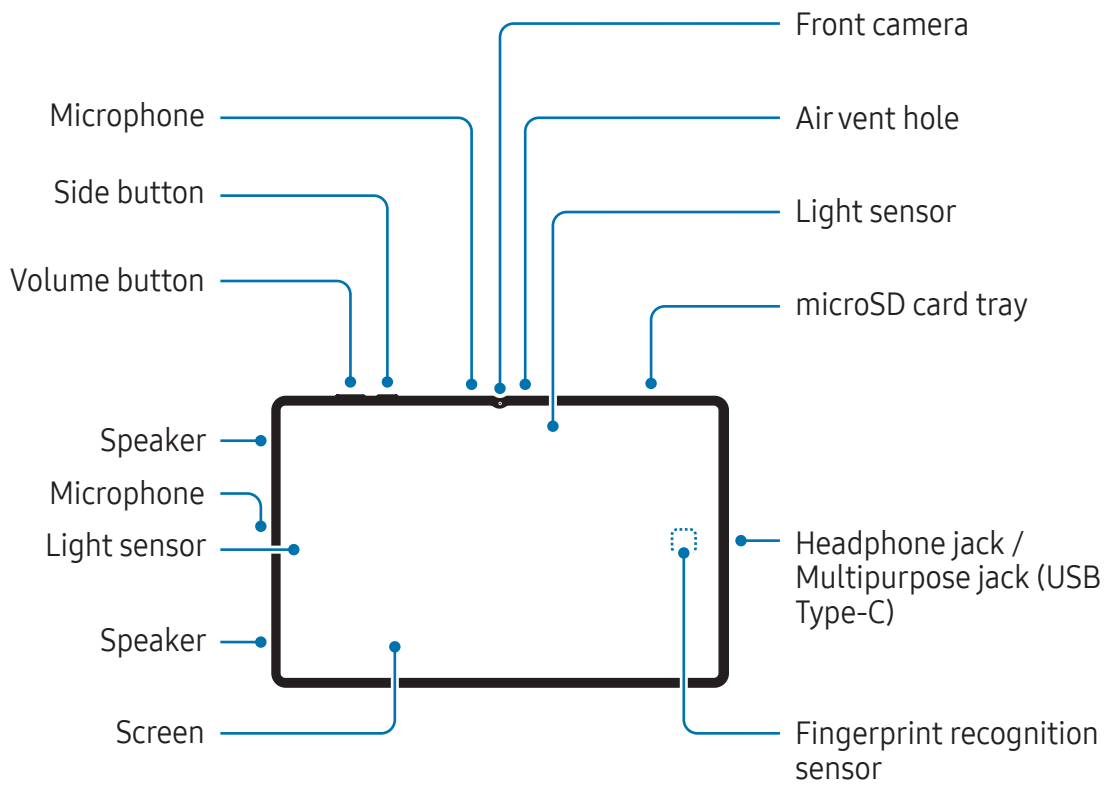 Front camera
Microphone
Air vent hole
Side button
Light sensor
Volume button
microSD card tray
Speaker
Microphone
Light sensor
Headphone jack /
Multipurpose jack (USB
Type-C)
Speaker
Screen
Fingerprint recognition
sensor